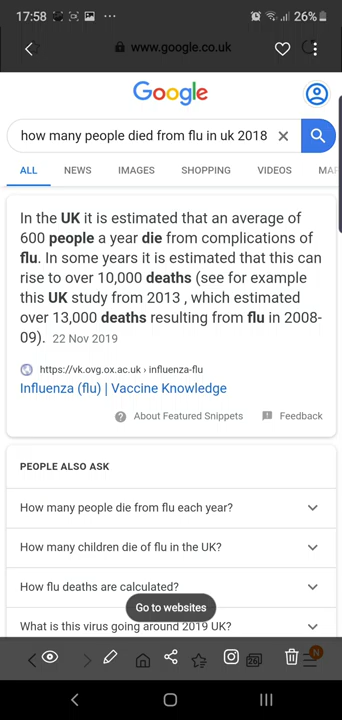 17:58
26%
www.google.co.uk
Google
how many people died from flu in uk 2018
ALL NEWS IMAGES SHOPPING VIDEOS MAP
In the UK it is estimated that an average of
600 people a year die from complications of
flu. In some years it is estimated that this can
rise to over 10,000 deaths (see for example
this UK study from 2013 , which estimated
over 13,000 deaths resulting from flu in 2008-
09). 22 Nov 2019
https://vk.ovg.ox.ac.uk › influenza-flu
Influenza (flu) | Vaccine Knowledge
About Featured Snippets Feedback
PEOPLE ALSO ASK
How many people die from flu each year?
How many children die of flu in the UK?
How flu deaths are calculated?
Go to websites
What is this virus going around 2019 UK?
26
N